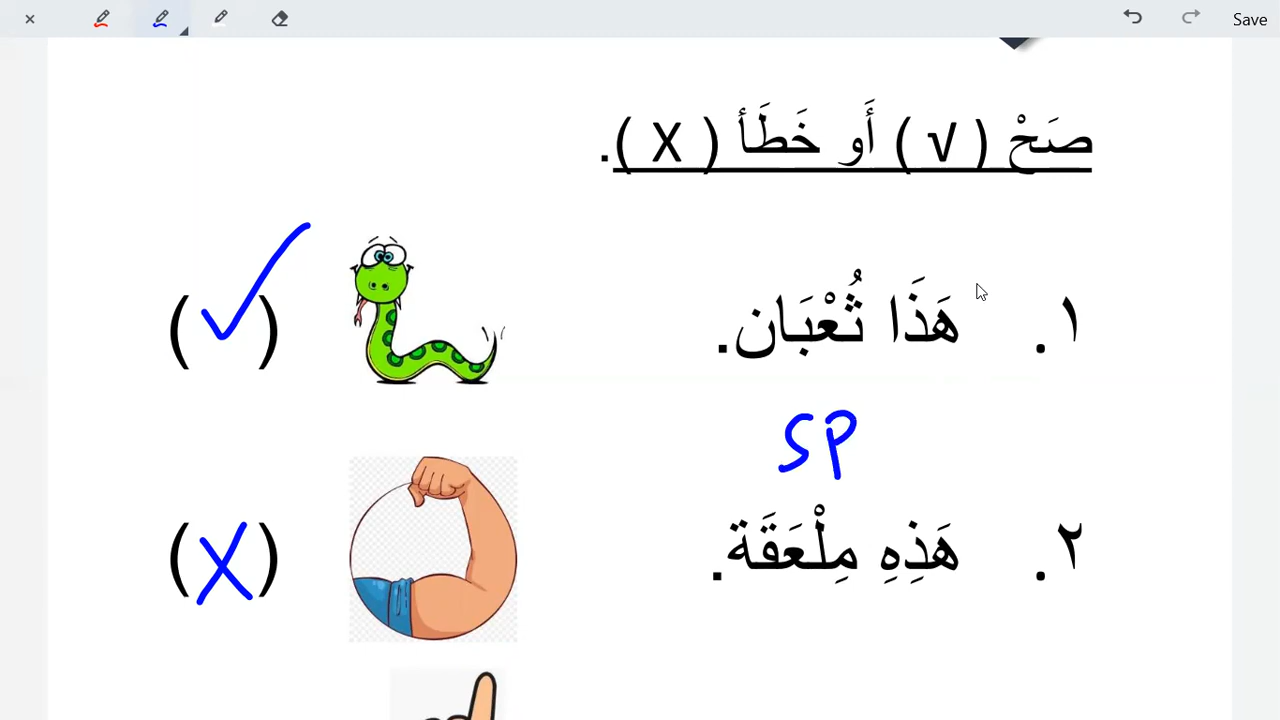 Save
صَحْ ( √ ) أَو خَطَأ ( X ).
١. هَذَا ثُعْبَان. (✓)
SP
٢. هَذِهِ مِلْعَقَة. (X)